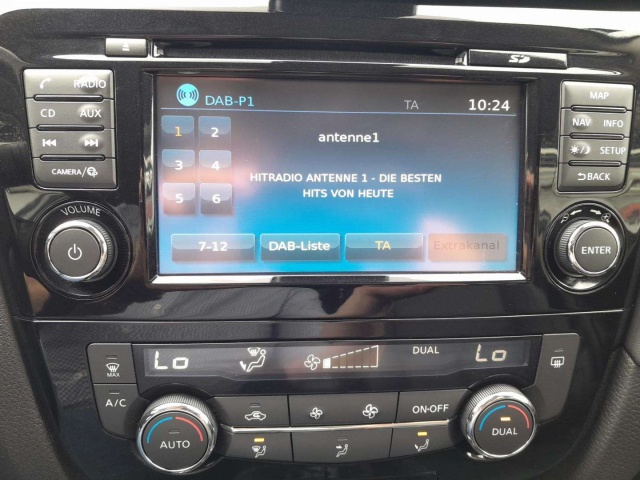 SD
RADIO
CD AUX
CAMERA/
VOLUME
DAB-P1 TA 10:24
1 2
3 4
5 6
antenne1
HITRADIO ANTENNE 1 - DIE BESTEN
HITS VON HEUTE
7-12 DAB-Liste TA Extrakanal
MAP
NAV INFO
SETUP
BACK
ENTER
Lo DUAL Lo
MAX
A/C
AUTO
ON-OFF
DUAL